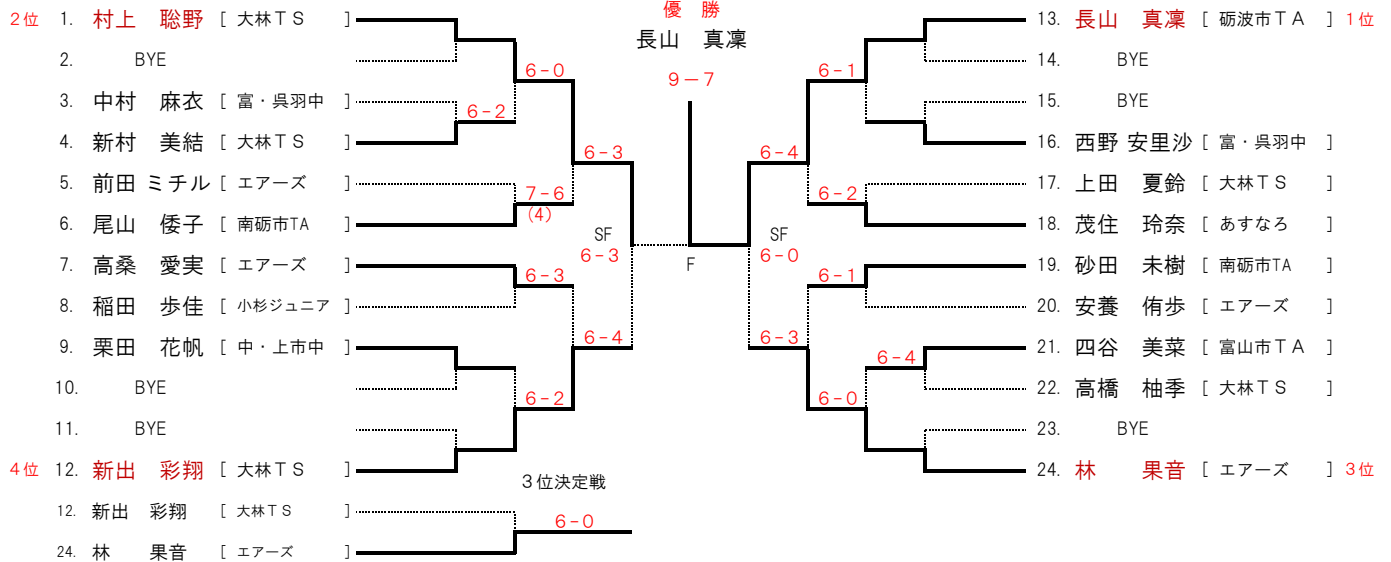 優 勝
長山 真凜
9－7
2位 1. 村上 聡野 [ 大林TS ]
2. BYE
3. 中村 麻衣 [ 富・呉羽中 ]
4. 新村 美結 [ 大林TS ]
5. 前田 ミチル [ エアーズ ]
6. 尾山 倭子 [ 南砺市TA ]
7. 高桑 愛実 [ エアーズ ]
8. 稲田 歩佳 [ 小杉ジュニア ]
9. 栗田 花帆 [ 中・上市中 ]
10. BYE
11. BYE
4位 12. 新出 彩翔 [ 大林TS ]
6-0
6-2
6-3
7-6
(4)
SF
6-3
6-3
6-4
6-2
F
13. 長山 真凜 [ 砺波市TA ] 1位
14. BYE
15. BYE
16. 西野 安里沙 [ 富・呉羽中 ]
17. 上田 夏鈴 [ 大林TS ]
18. 茂住 玲奈 [ あすなろ ]
19. 砂田 未樹 [ 南砺市TA ]
20. 安養 侑歩 [ エアーズ ]
21. 四谷 美菜 [ 富山市TA ]
22. 高橋 柚季 [ 大林TS ]
23. BYE
24. 林 果音 [ エアーズ ] 3位
6-1
6-4
6-2
SF
6-0
6-1
6-3
6-4
6-0
3位決定戦
12. 新出 彩翔 [ 大林TS ]
6-0
24. 林 果音 [ エアーズ ]